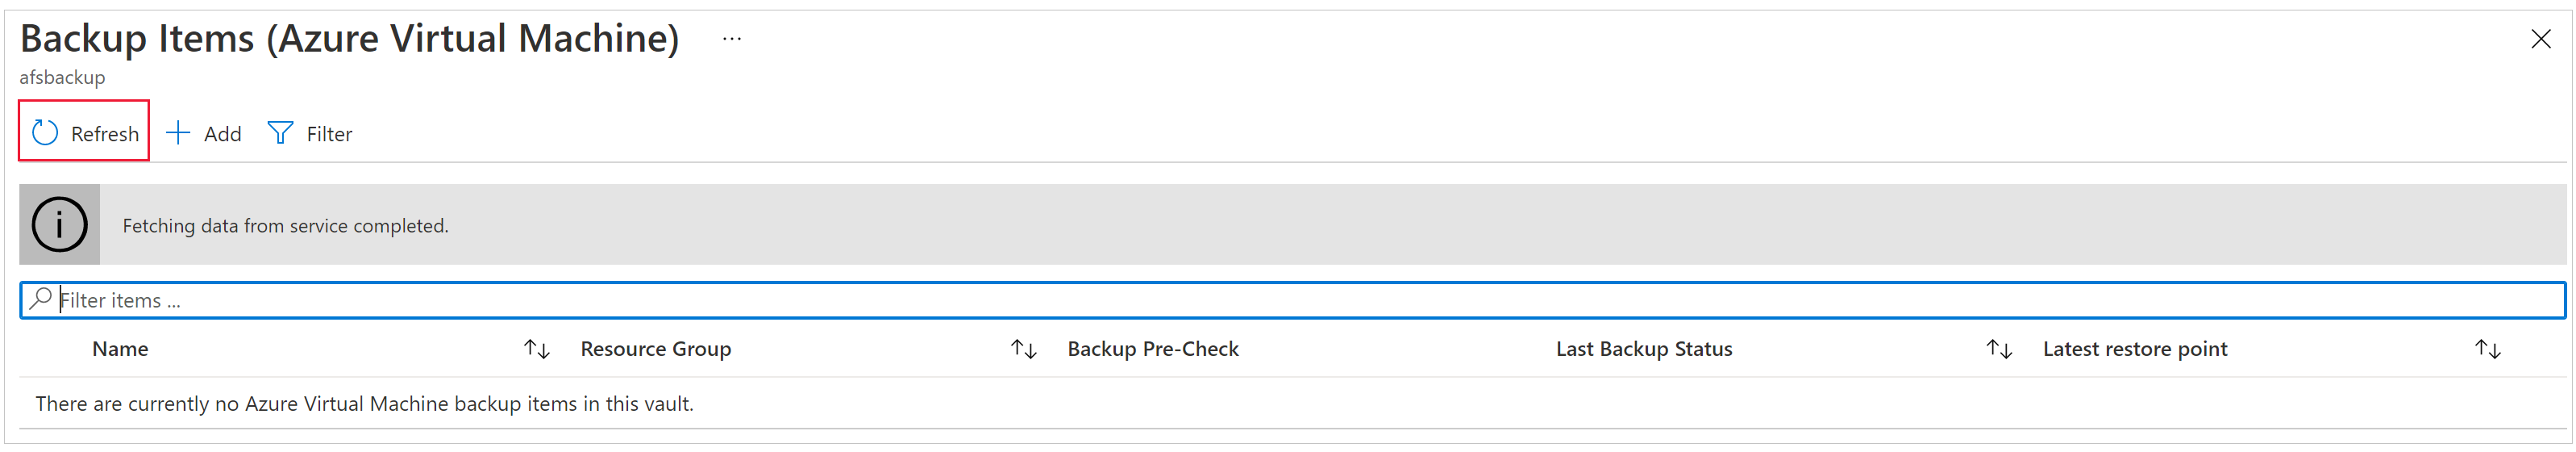 Backup Items (Azure Virtual Machine) ...
afsbackup
Refresh Add Filter
Fetching data from service completed.
Filter items ...
Name Resource Group Backup Pre-Check Last Backup Status Latest restore point
There are currently no Azure Virtual Machine backup items in this vault.